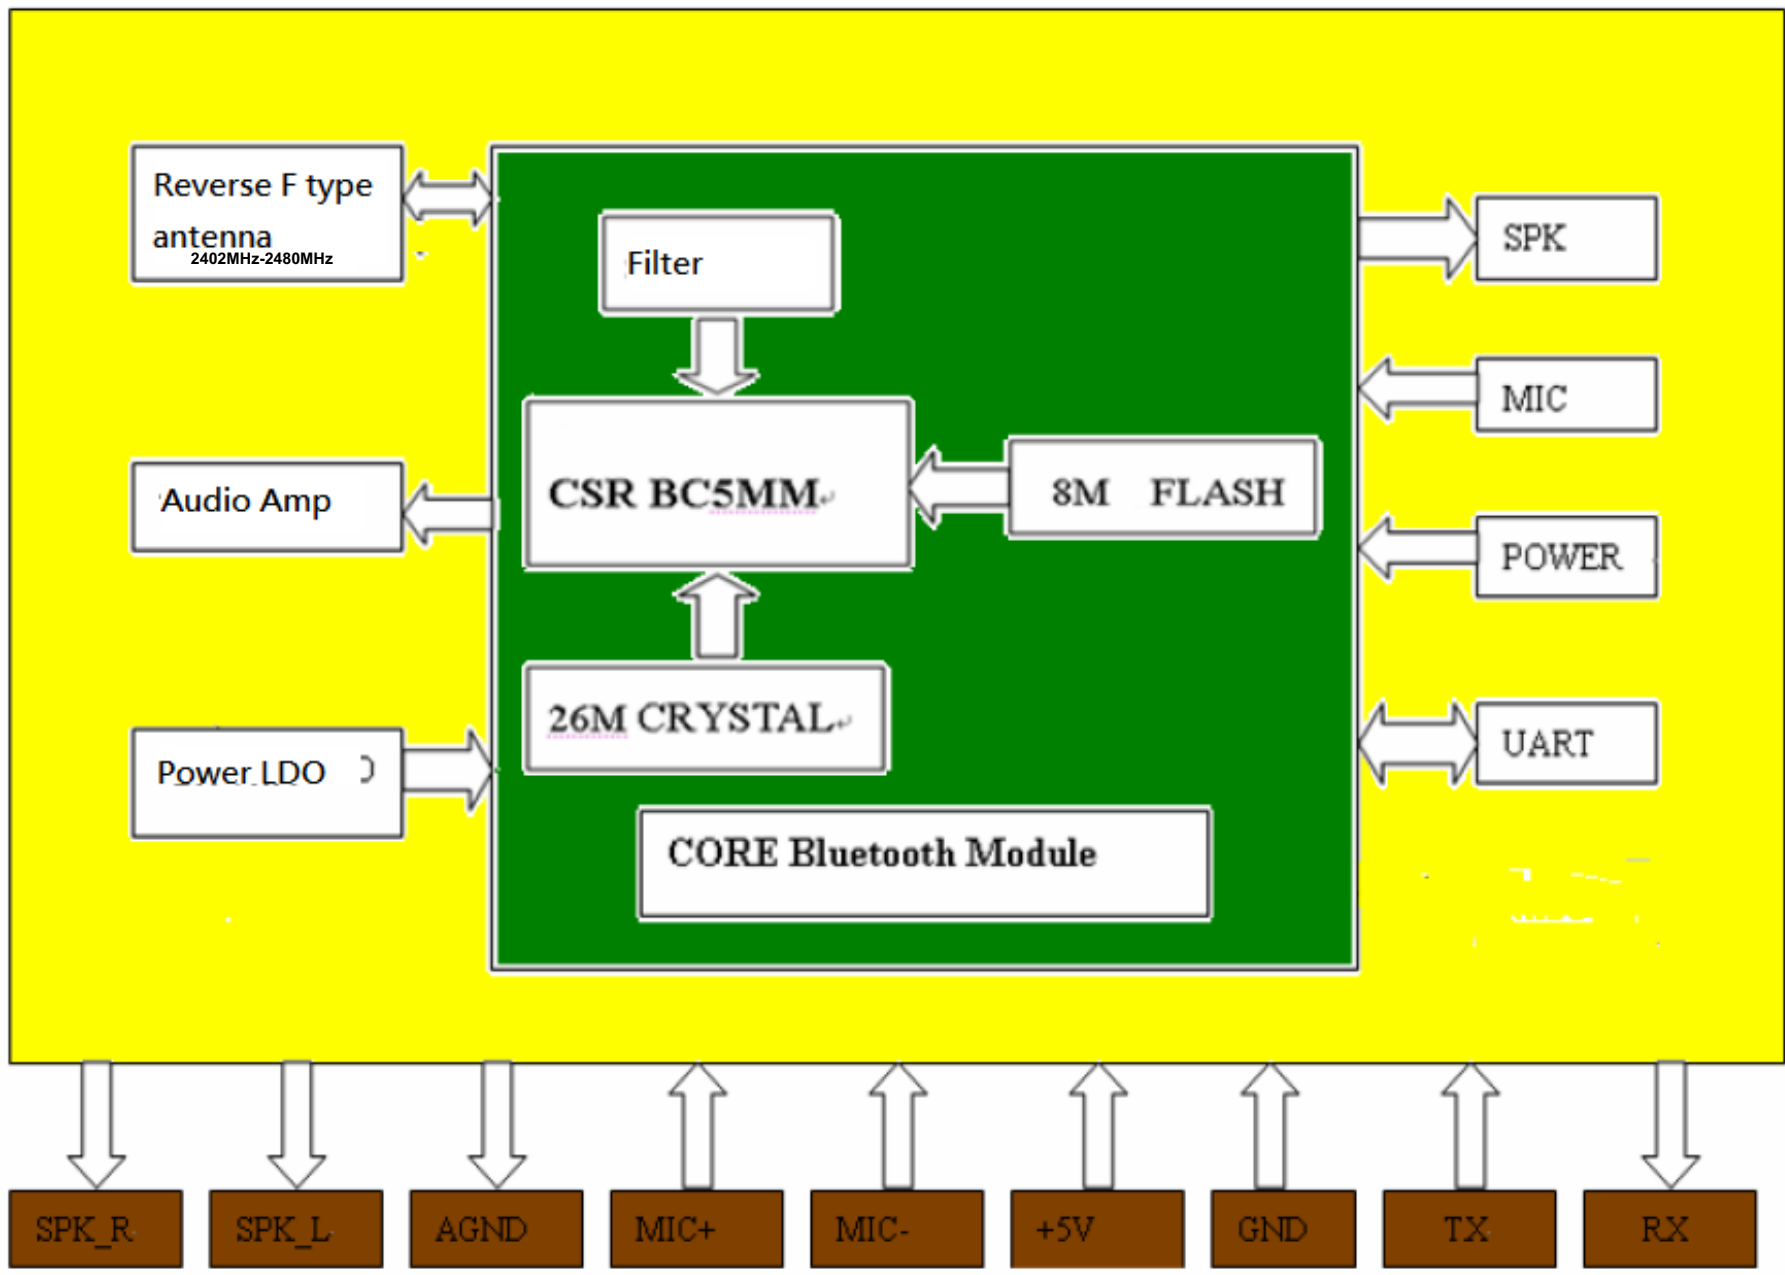 Reverse F type
antenna
2402MHz-2480MHz
Filter
SPK
MIC
CSR BC5MM
8M FLASH
Audio Amp
POWER
26M CRYSTAL
UART
Power LDO
CORE Bluetooth Module
SPK_R
SPK_L
AGND
MIC+
MIC-
+5V
GND
TX
RX